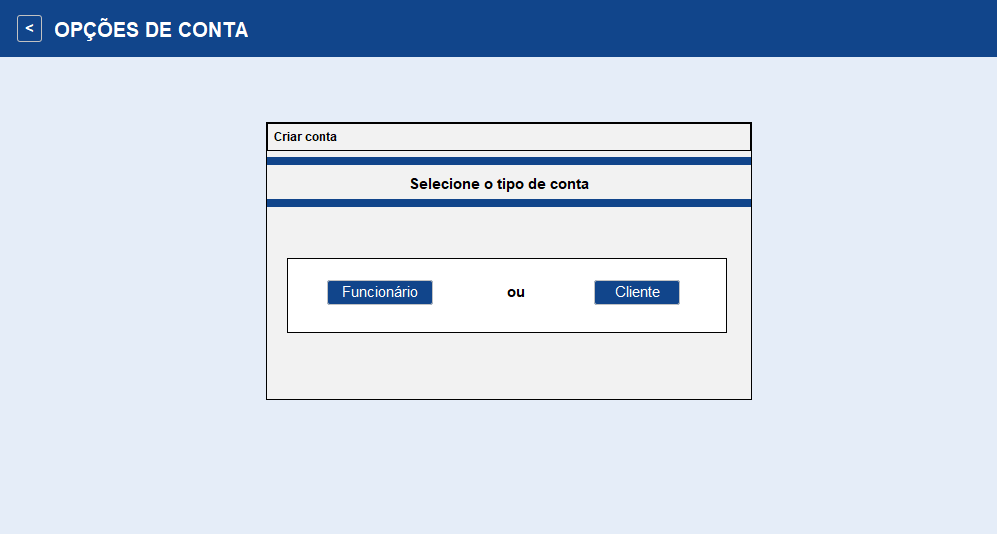 < OPÇÕES DE CONTA
Criar conta
Selecione o tipo de conta
Funcionário ou Cliente